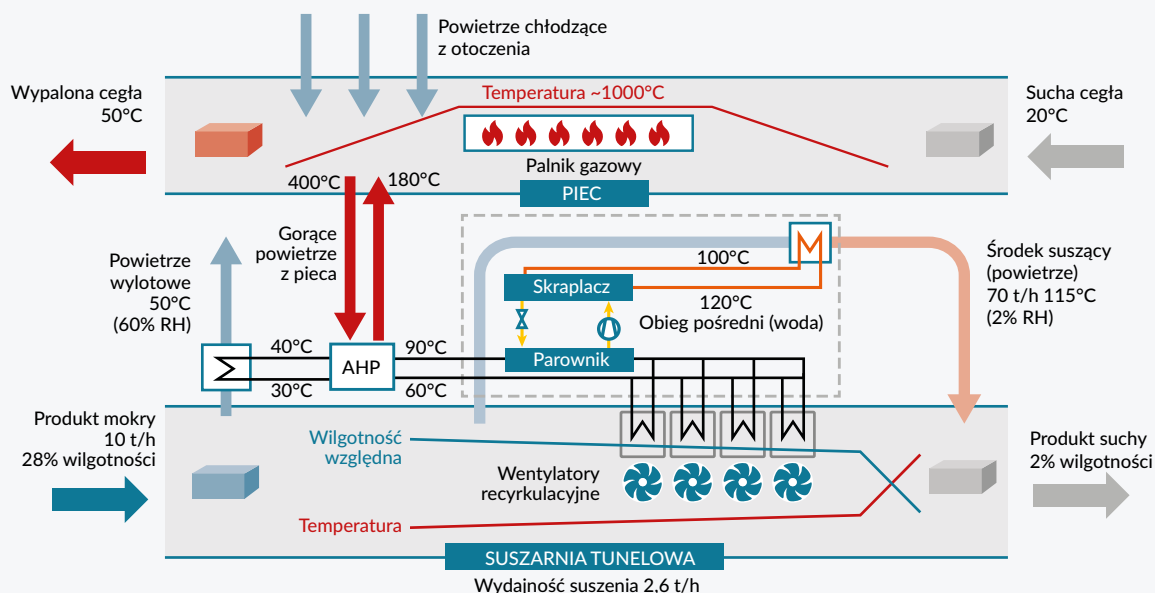 Powietrze chłodzące
z otoczenia
Wypalona cegła
50°C
Temperatura ~1000°C
Sucha cegła
20°C
Palnik gazowy
400°C
180°C
PIEC
Gorące
powietrze
z pieca
Powietrze
wylotowe
50°C
(60% RH)
100°C
Skraplacz
120°C
Obieg pośredni (woda)
Środek suszący
(powietrze)
70 t/h 115°C
(2% RH)
40°C
AHP
90°C
Parownik
30°C
60°C
Produkt mokry
10 t/h
28% wilgotności
Wilgotność
względna
Wentylatory
recyrkulacyjne
Produkt suchy
2% wilgotności
Temperatura
SUSZARNIA TUNELOWA
Wydajność suszenia 2,6 t/h